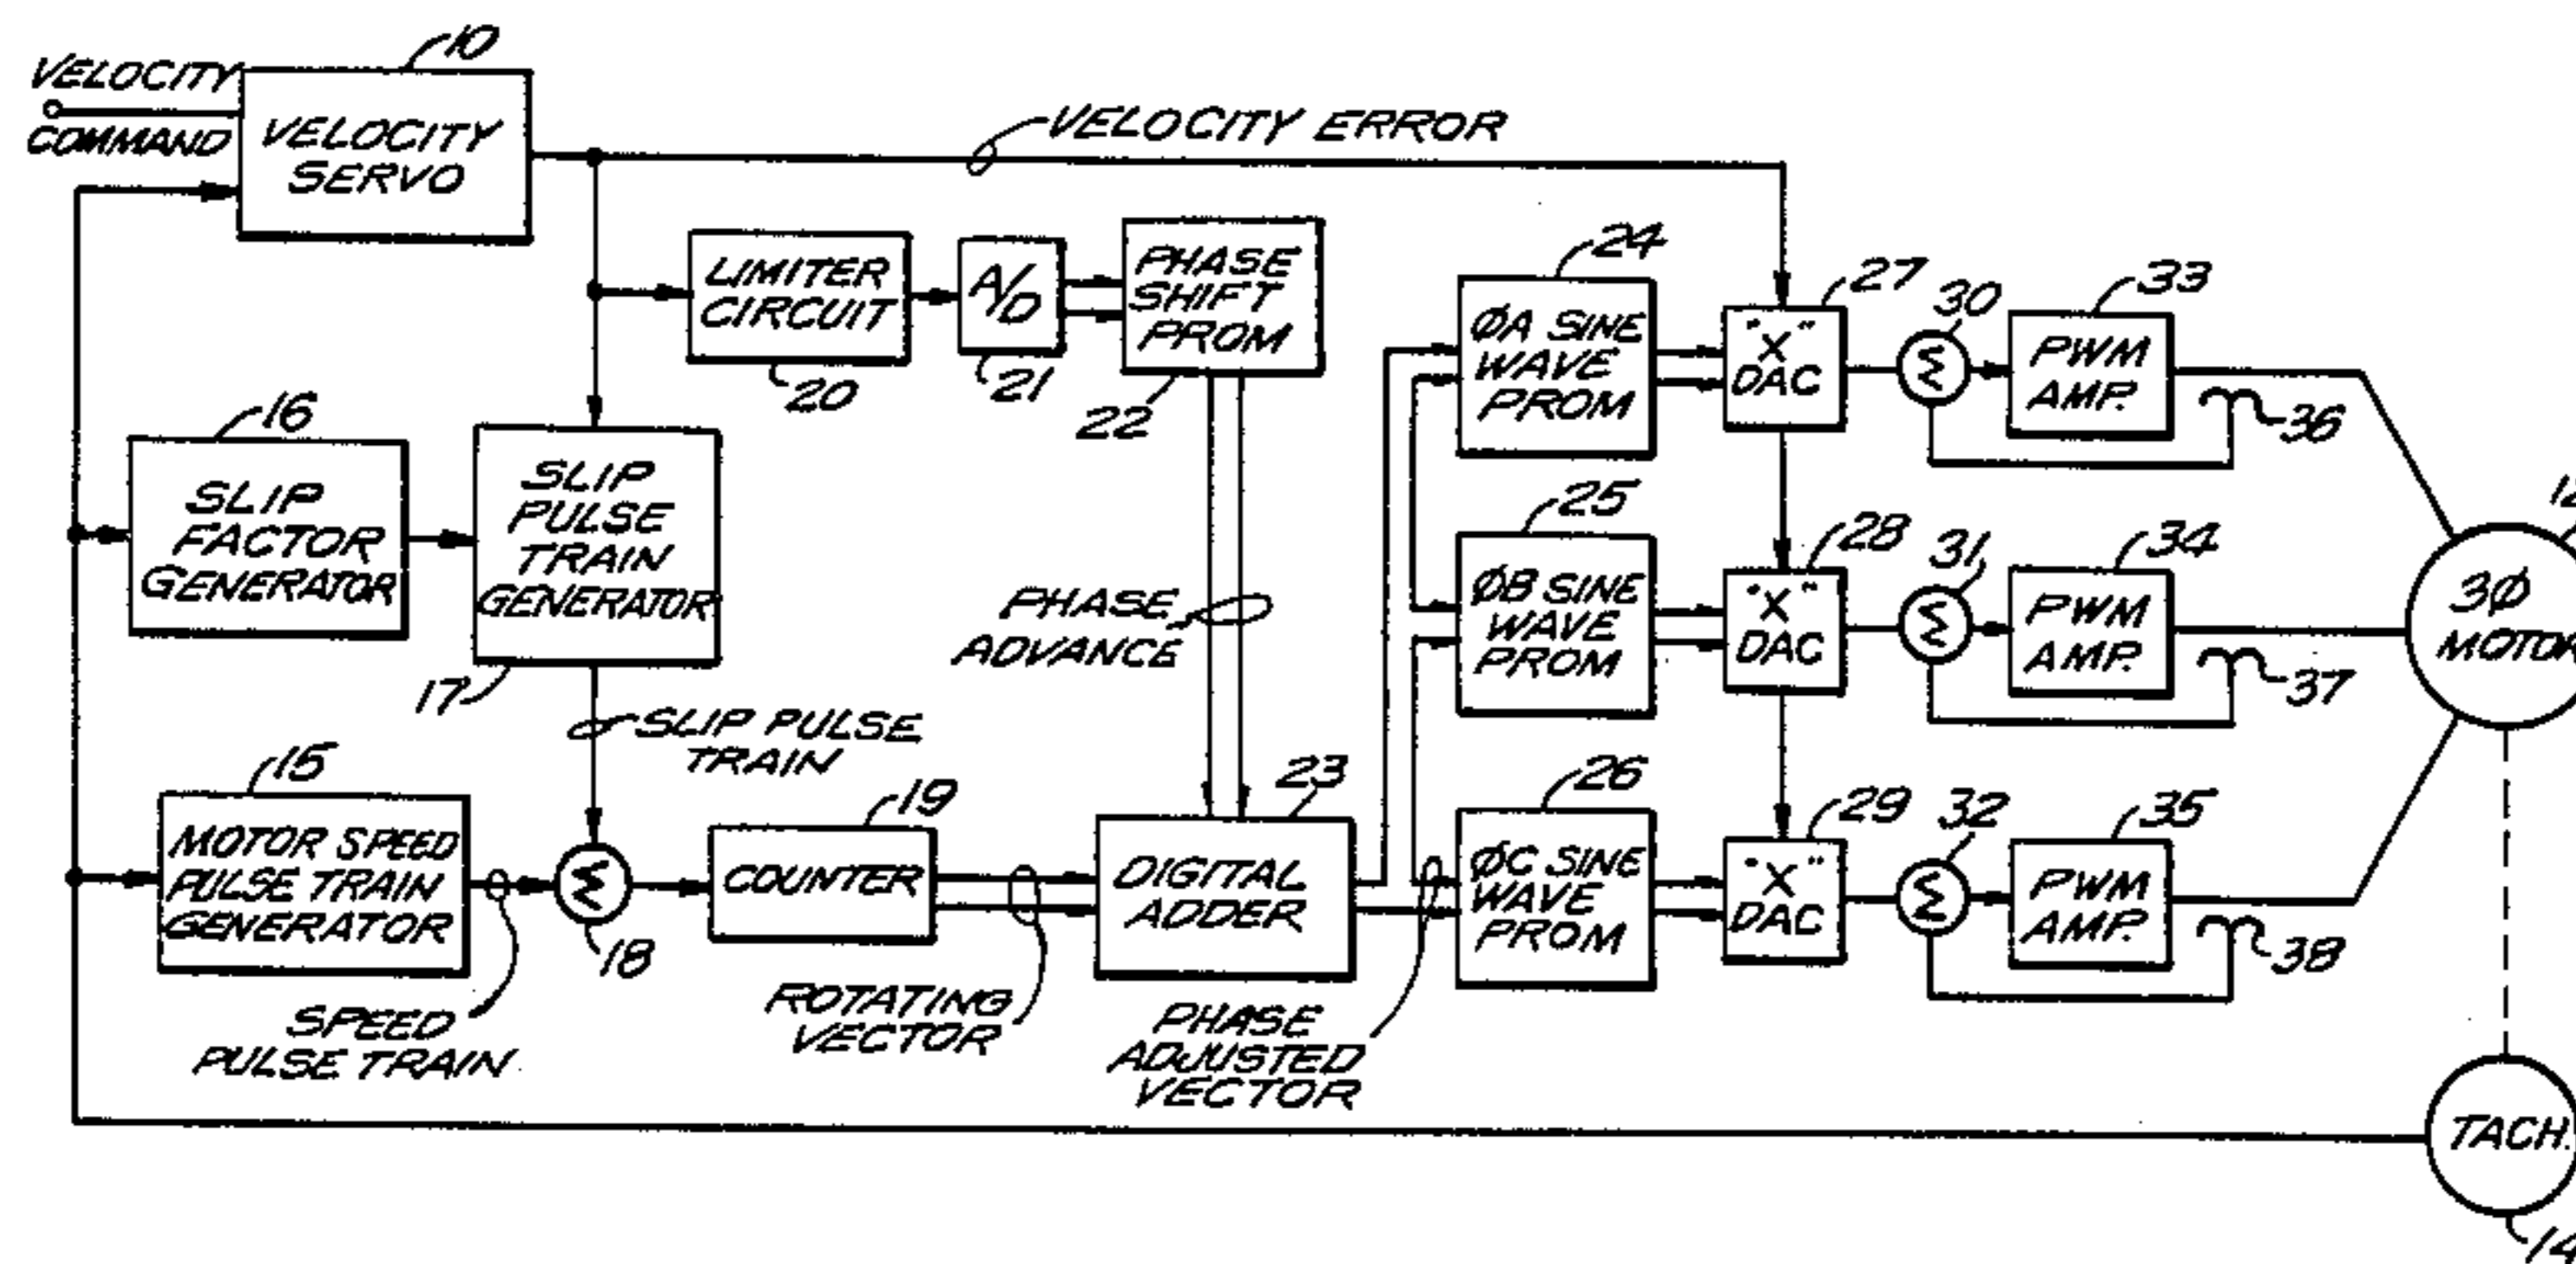 10
VELOCITY
COMMAND
VELOCITY
SERVO
VELOCITY ERROR
LIMITER
CIRCUIT
20
A/D
21
PHASE
SHIFT
PROM
22
16
SLIP
FACTOR
GENERATOR
SLIP
PULSE
TRAIN
GENERATOR
17
SLIP PULSE
TRAIN
PHASE
ADVANCE
15
MOTOR SPEED
PULSE TRAIN
GENERATOR
SPEED
PULSE TRAIN
Σ
18
19
COUNTER
ROTATING
VECTOR
23
DIGITAL
ADDER
PHASE
ADJUSTED
VECTOR
24
ØA SINE
WAVE
PROM
27
"X"
DAC
30
Σ
33
PWM
AMP.
36
25
ØB SINE
WAVE
PROM
28
"X"
DAC
31
Σ
34
PWM
AMP.
37
26
ØC SINE
WAVE
PROM
29
"X"
DAC
32
Σ
35
PWM
AMP.
38
12
3Ø
MOTOR
TACH.
14